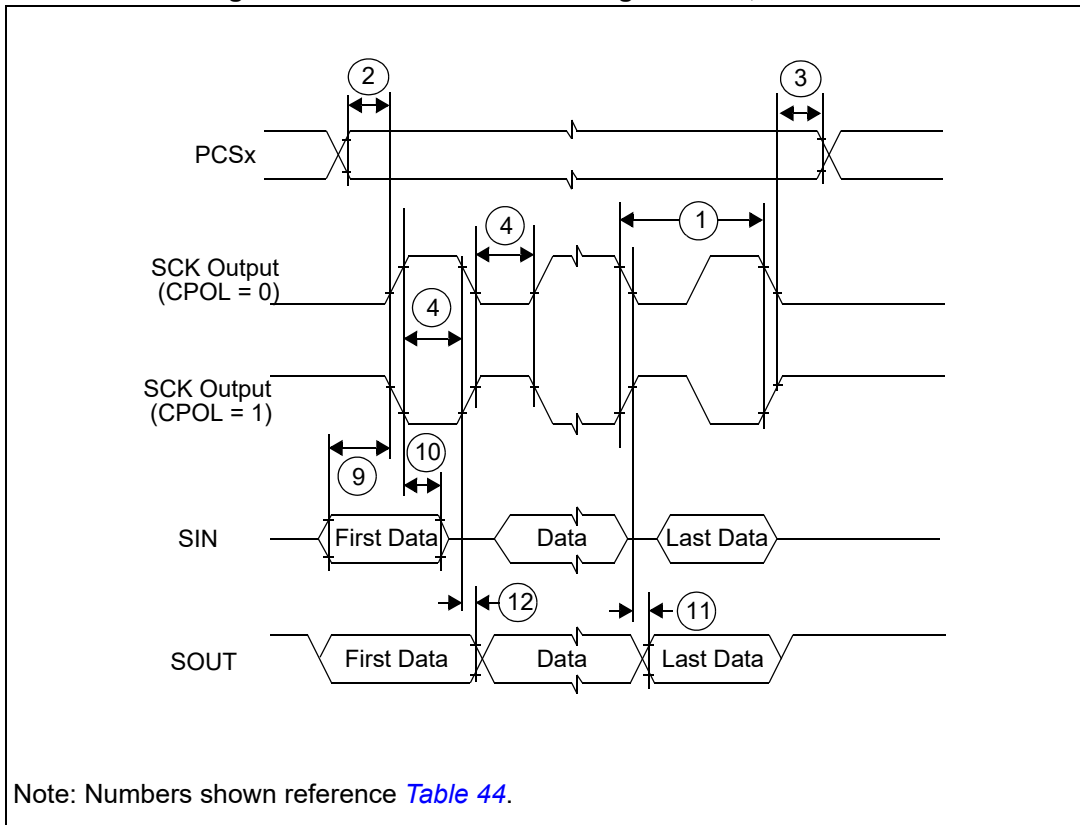 2
3
PCSx
4
1
SCK Output
(CPOL = 0)
4
SCK Output
(CPOL = 1)
9
10
SIN
First Data
Data
Last Data
12
11
SOUT
First Data
Data
Last Data
Note: Numbers shown reference Table 44.